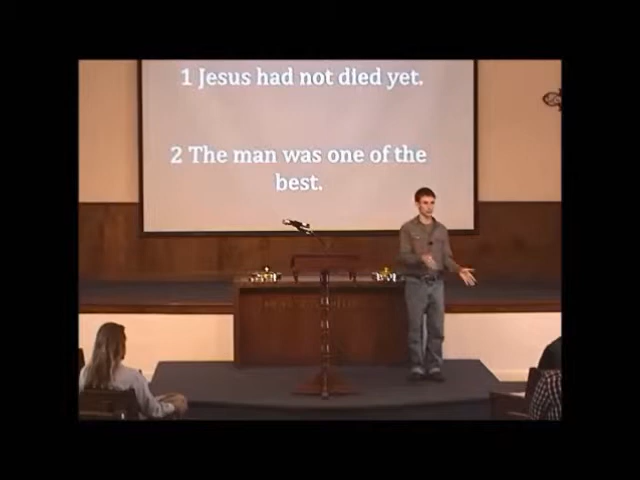 1 Jesus had not died yet.
2 The man was one of the
best.